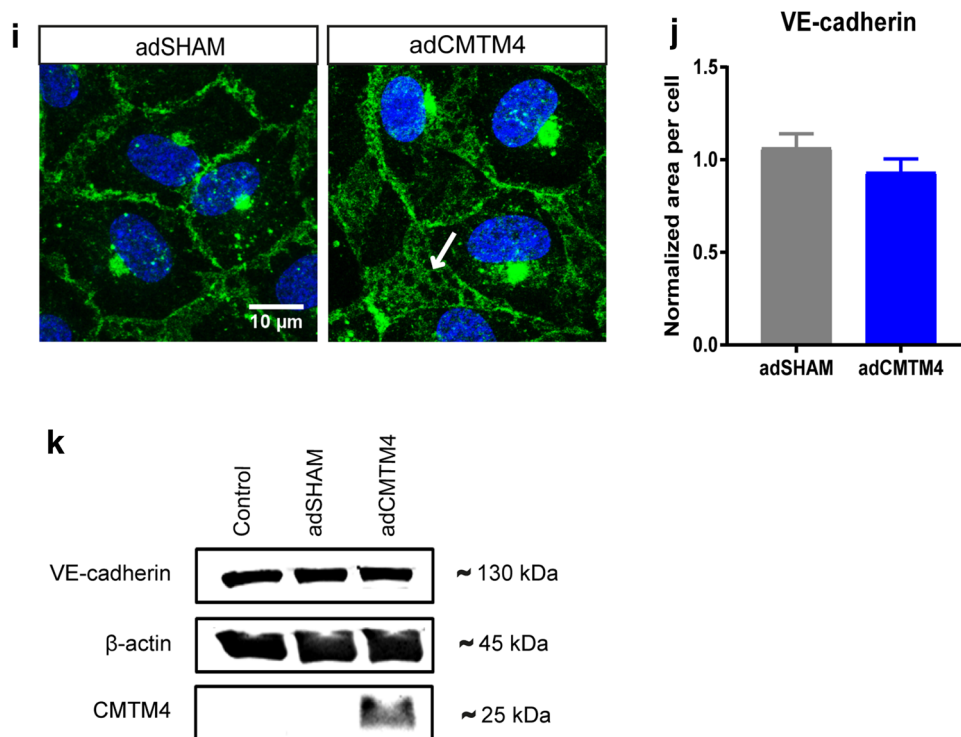 i
adSHAM
adCMTM4
10 µm
j
VE-cadherin
Normalized area per cell
1.5
1.0
0.5
0.0
adSHAM
adCMTM4
k
Control
adSHAM
adCMTM4
VE-cadherin
~ 130 kDa
β-actin
~ 45 kDa
CMTM4
~ 25 kDa